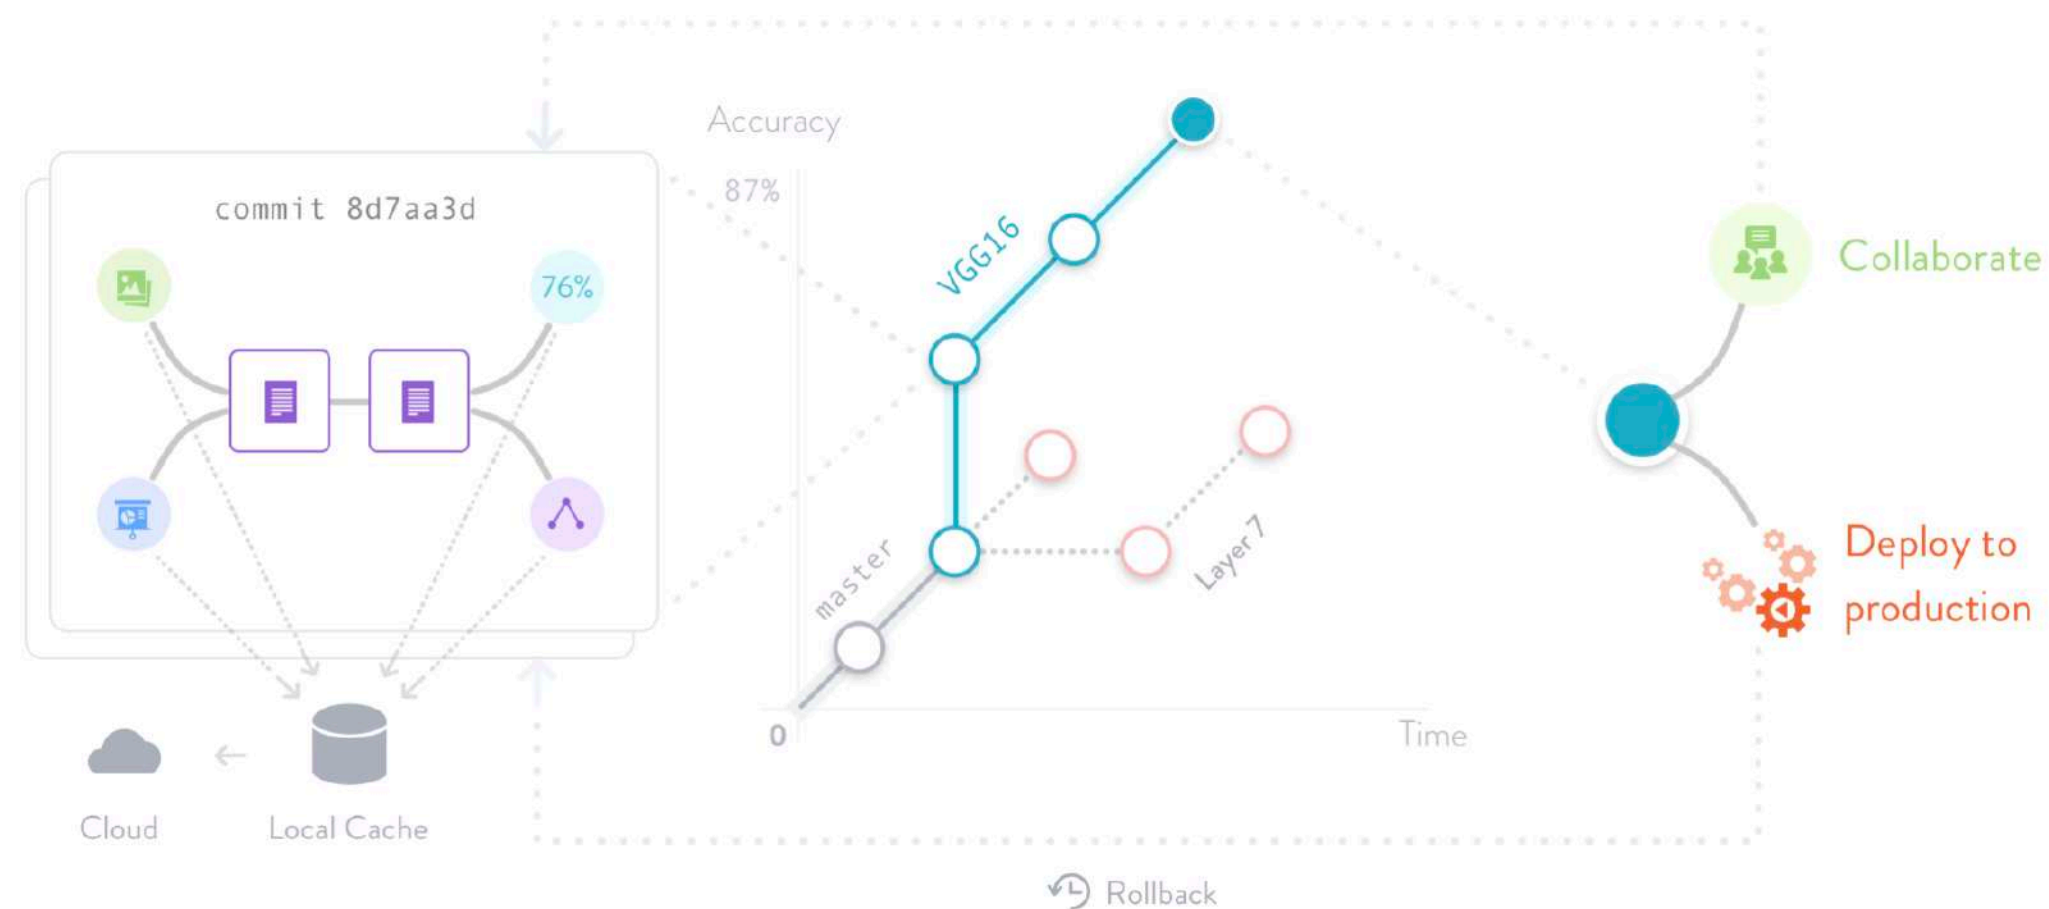 Accuracy
87%
commit 8d7aa3d
76%
VGG16
Collaborate
master
Layer 7
Deploy to
production
0
Time
Cloud
Local Cache
Rollback